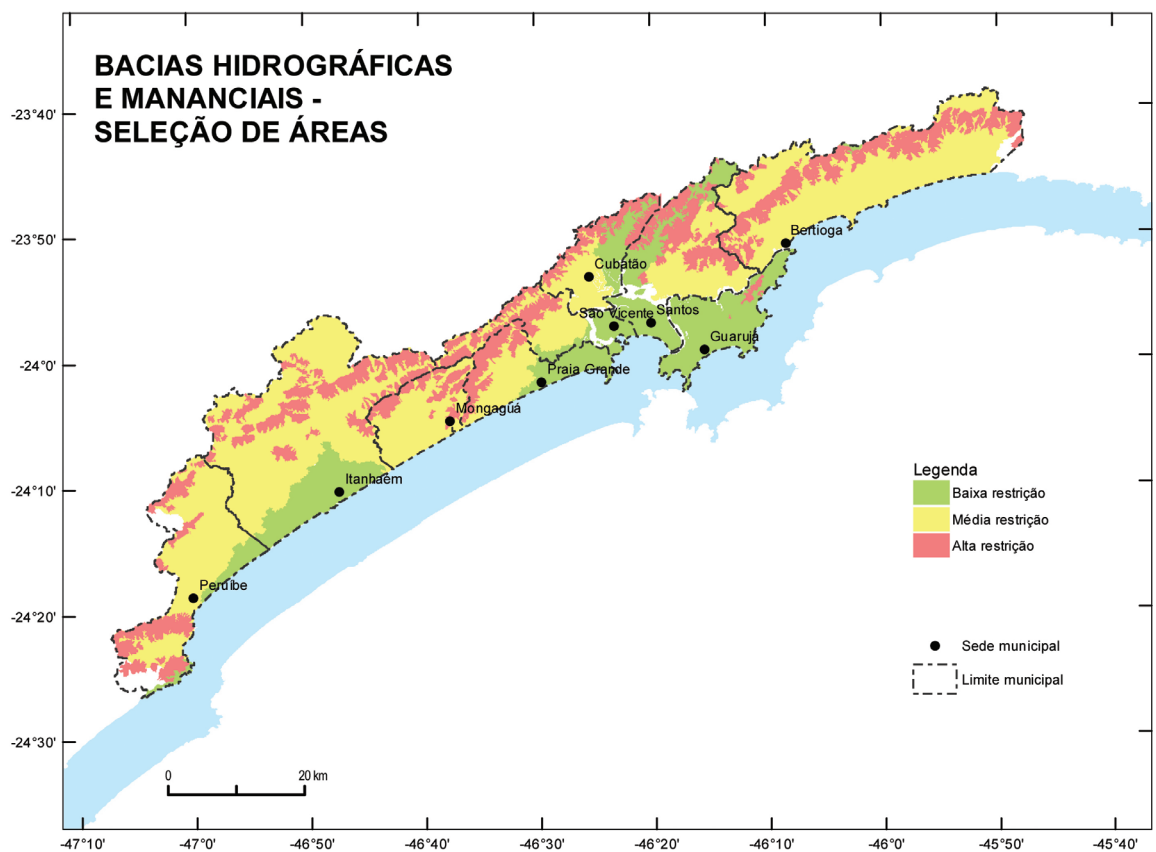 BACIAS HIDROGRÁFICAS
E MANANCIAIS -
SELEÇÃO DE ÁREAS
-23°40'
-23°50'
-24°0'
-24°10'
-24°20'
-24°30'
Bertioga
Cubatão
São Vicente
Santos
Guarujá
Praia Grande
Mongaguá
Itanhaém
Peruíbe
Legenda
Baixa restrição
Média restrição
Alta restrição
Sede municipal
Limite municipal
0 20 km
-47°10' -47°0' -46°50' -46°40' -46°30' -46°20' -46°10' -46°0' -45°50' -45°40'